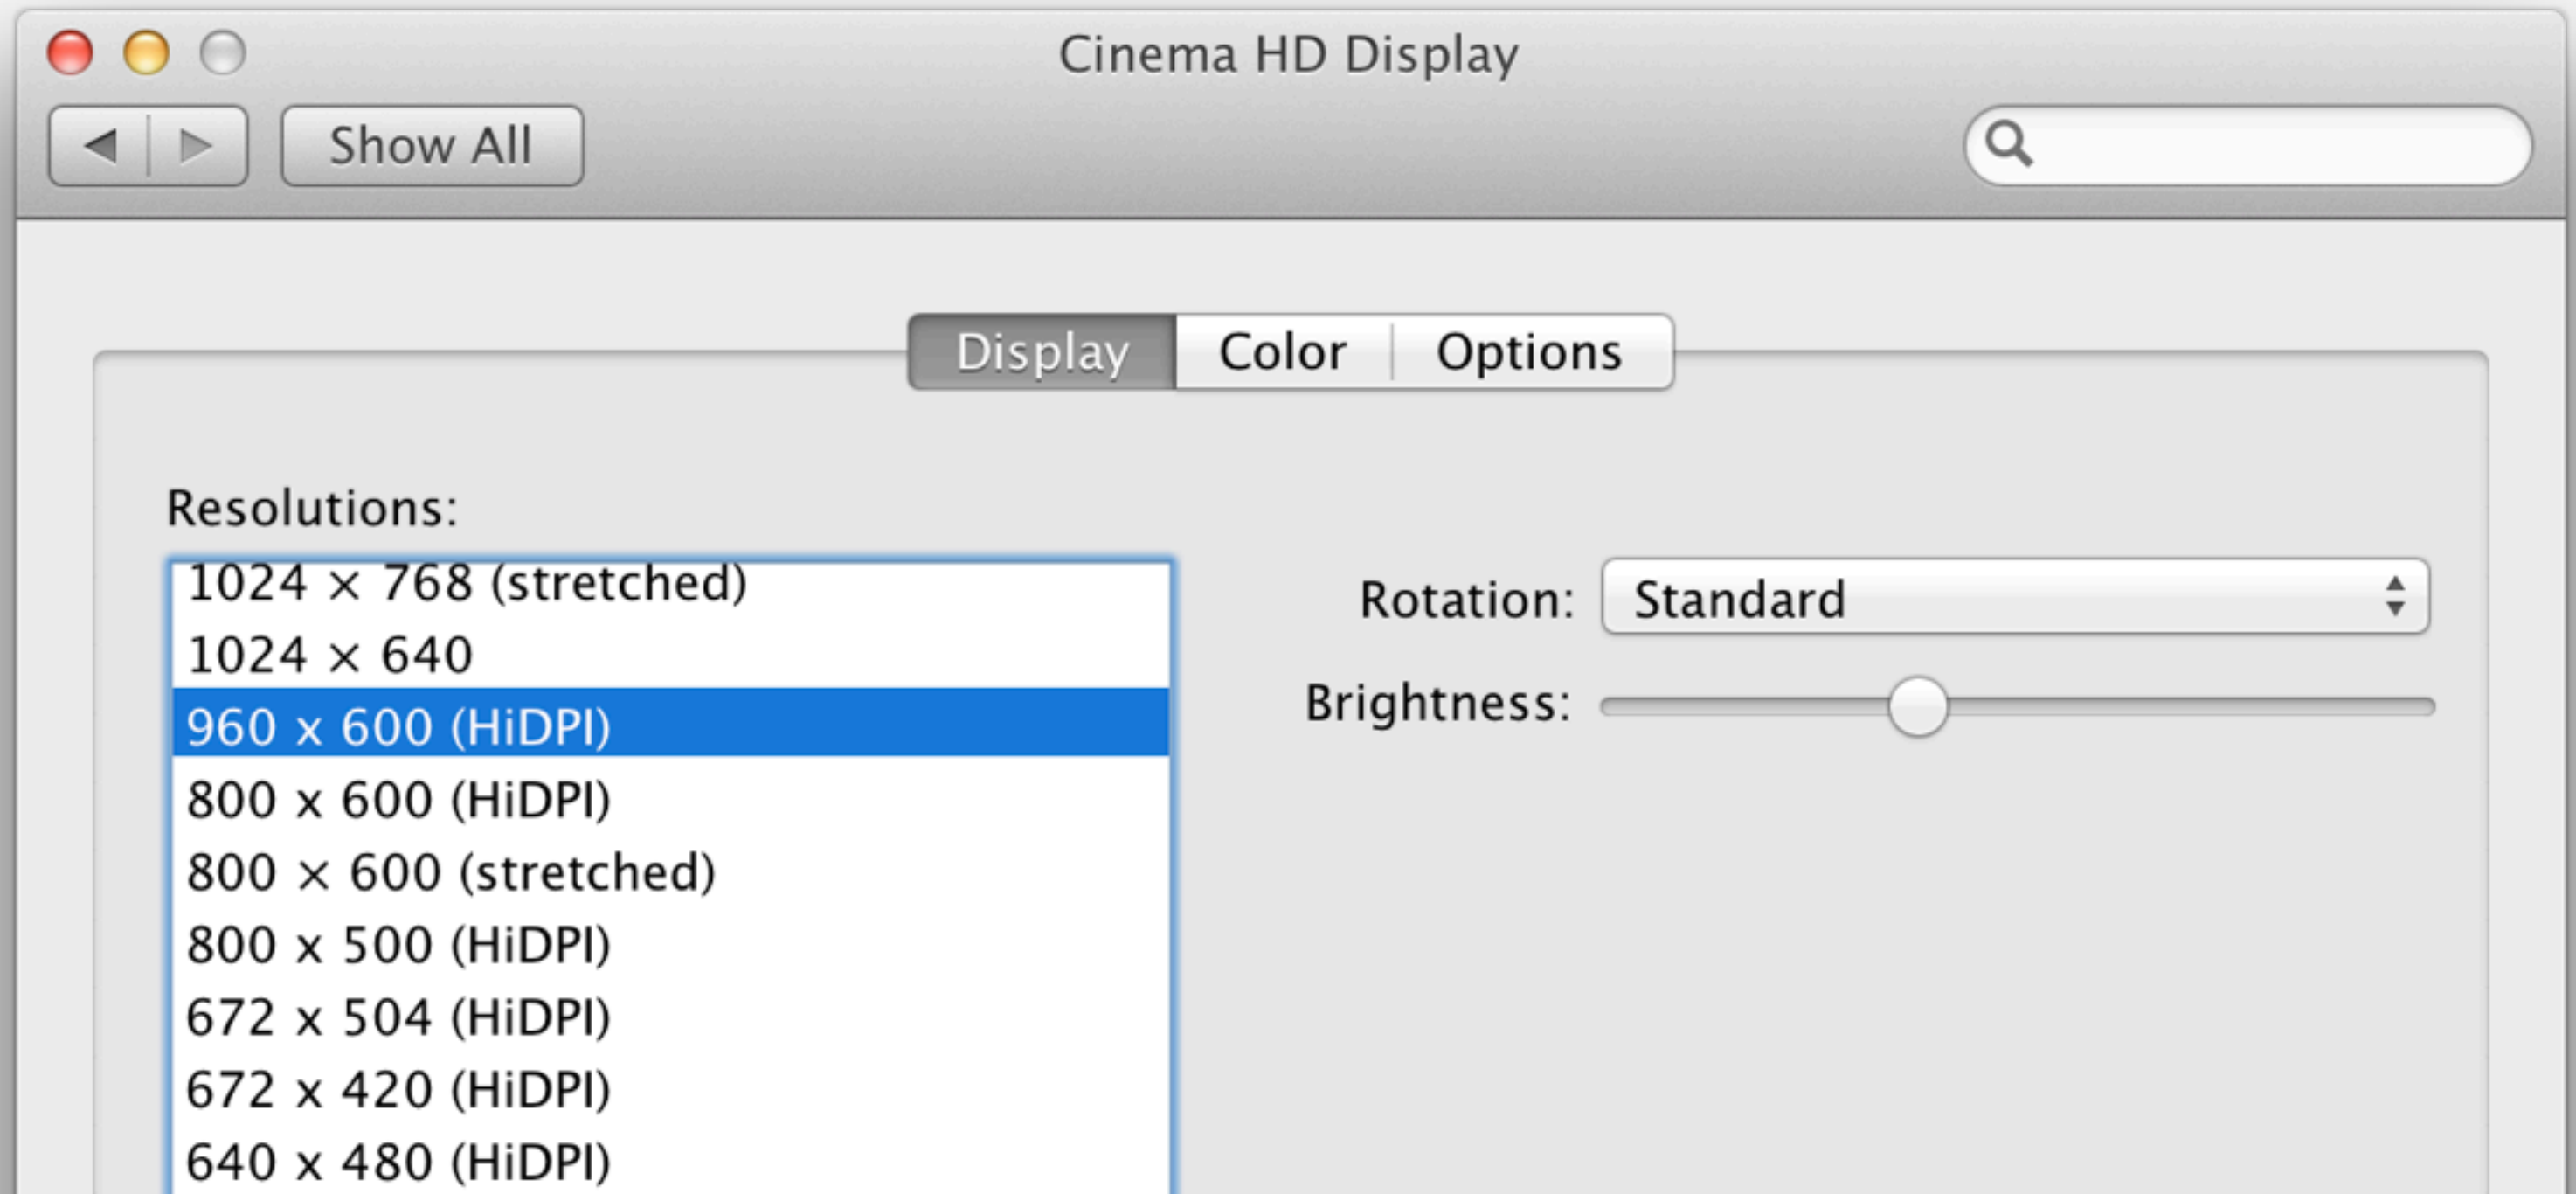 Cinema HD Display
Show All
Display Color Options
Resolutions:
1024 × 768 (stretched)
1024 × 640
960 x 600 (HiDPI)
800 x 600 (HiDPI)
800 × 600 (stretched)
800 x 500 (HiDPI)
672 x 504 (HiDPI)
672 x 420 (HiDPI)
640 x 480 (HiDPI)
Rotation: Standard
Brightness: